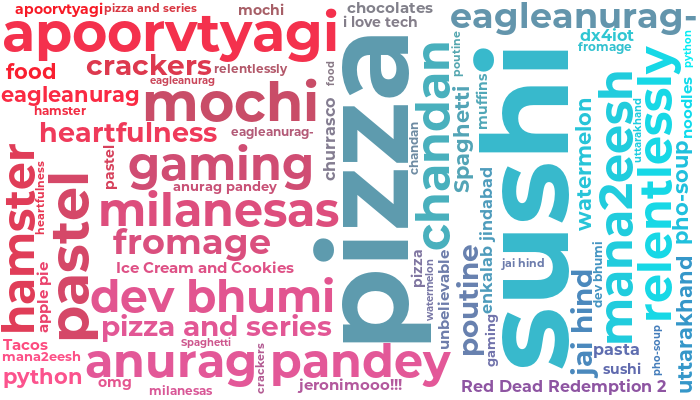 apoorvtyagi
pizza and series
mochi
chocolates
eagleanurag-
apoorvtyagi
i love tech
dx4iot
fromage
poutine
python
food
crackers
relentlessly
eagleanurag
food
eagleanurag
mochi
hamster
heartfulness
eagleanurag-
churrasco
pizza
chandan
chandan
Spaghetti
muffins
sushi
watermelon
mana2eesh
uttarakhand
relentlessly
noodles
pho-soup
hamster
heartfulness
pastel
pastel
gaming
anurag pandey
milanesas
fromage
Ice Cream and Cookies
apple pie
dev bhumi
pizza and series
pizza
watermelon
unbelievable
poutine
enkalab jindabad
jai hind
gaming
jai hind
dev bhumi
uttarakhand
pho-soup
Tacos
mana2eesh
Spaghetti
anurag pandey
crackers
pasta
sushi
python
omg
milanesas
jeronimooo!!!
Red Dead Redemption 2